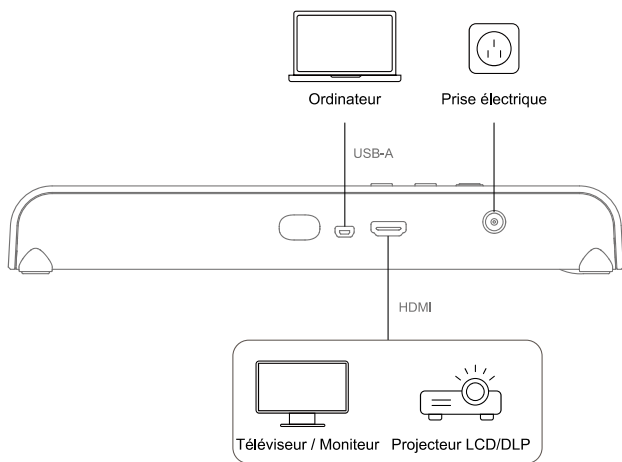 Ordinateur
Prise électrique
USB-A
HDMI
Téléviseur / Moniteur
Projecteur LCD/DLP